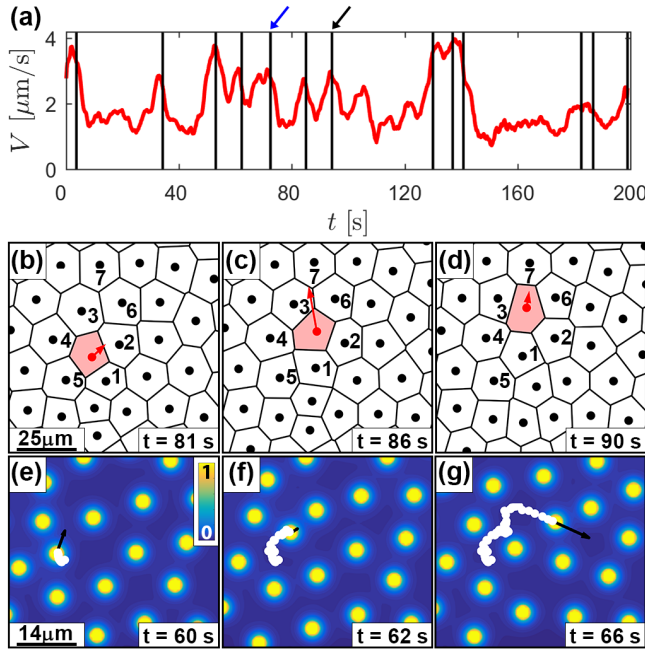 (a)
V [μm/s]
4
2
0
0 40 80 120 160 200
t [s]
(b) 7 6 3 4 2 5 1
25μm t = 81 s
(c) 7 6 3 4 2 5 1
t = 86 s
(d) 7 6 3 4 2 1 5
t = 90 s
(e) 1
0
14μm t = 60 s
(f)
t = 62 s
(g)
t = 66 s